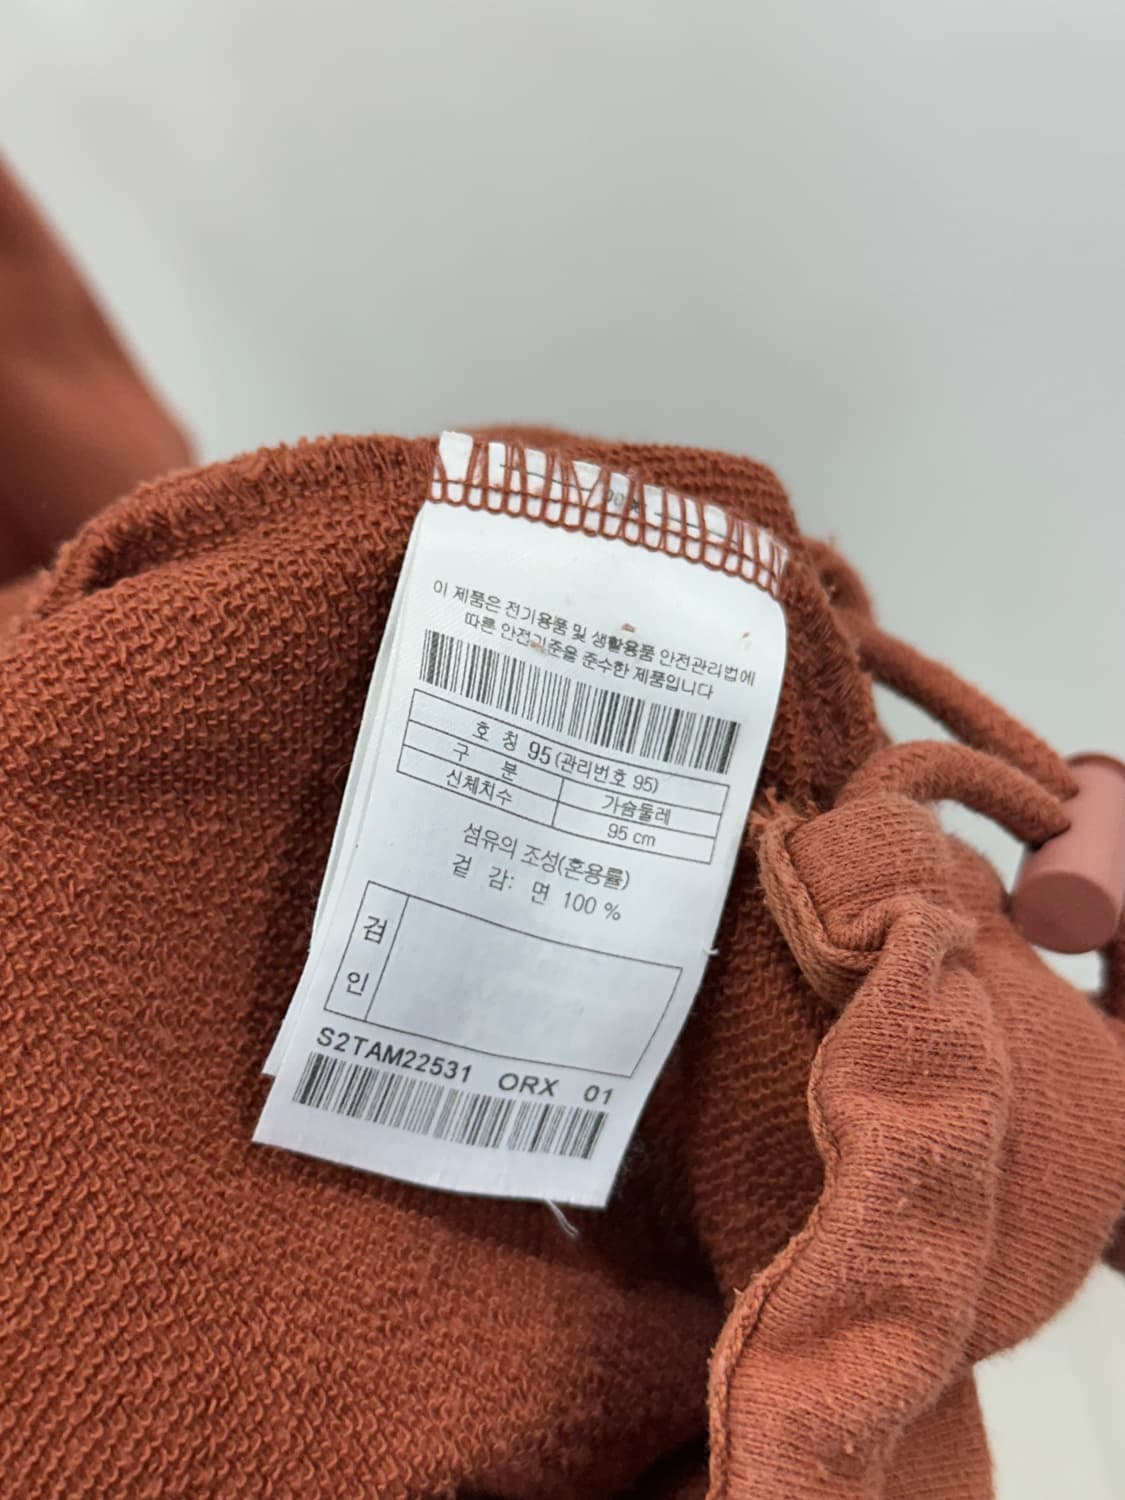 이 제품은 전기용품 및 생활용품 안전관리법에
따른 안전기준을 준수한 제품입니다
호 칭 95 (관리번호 95)
구 분 가슴둘레
신체치수 95 cm
섬유의 조성(혼용률)
겉 감: 면 100 %
검
인
S2TAM22531 ORX 01